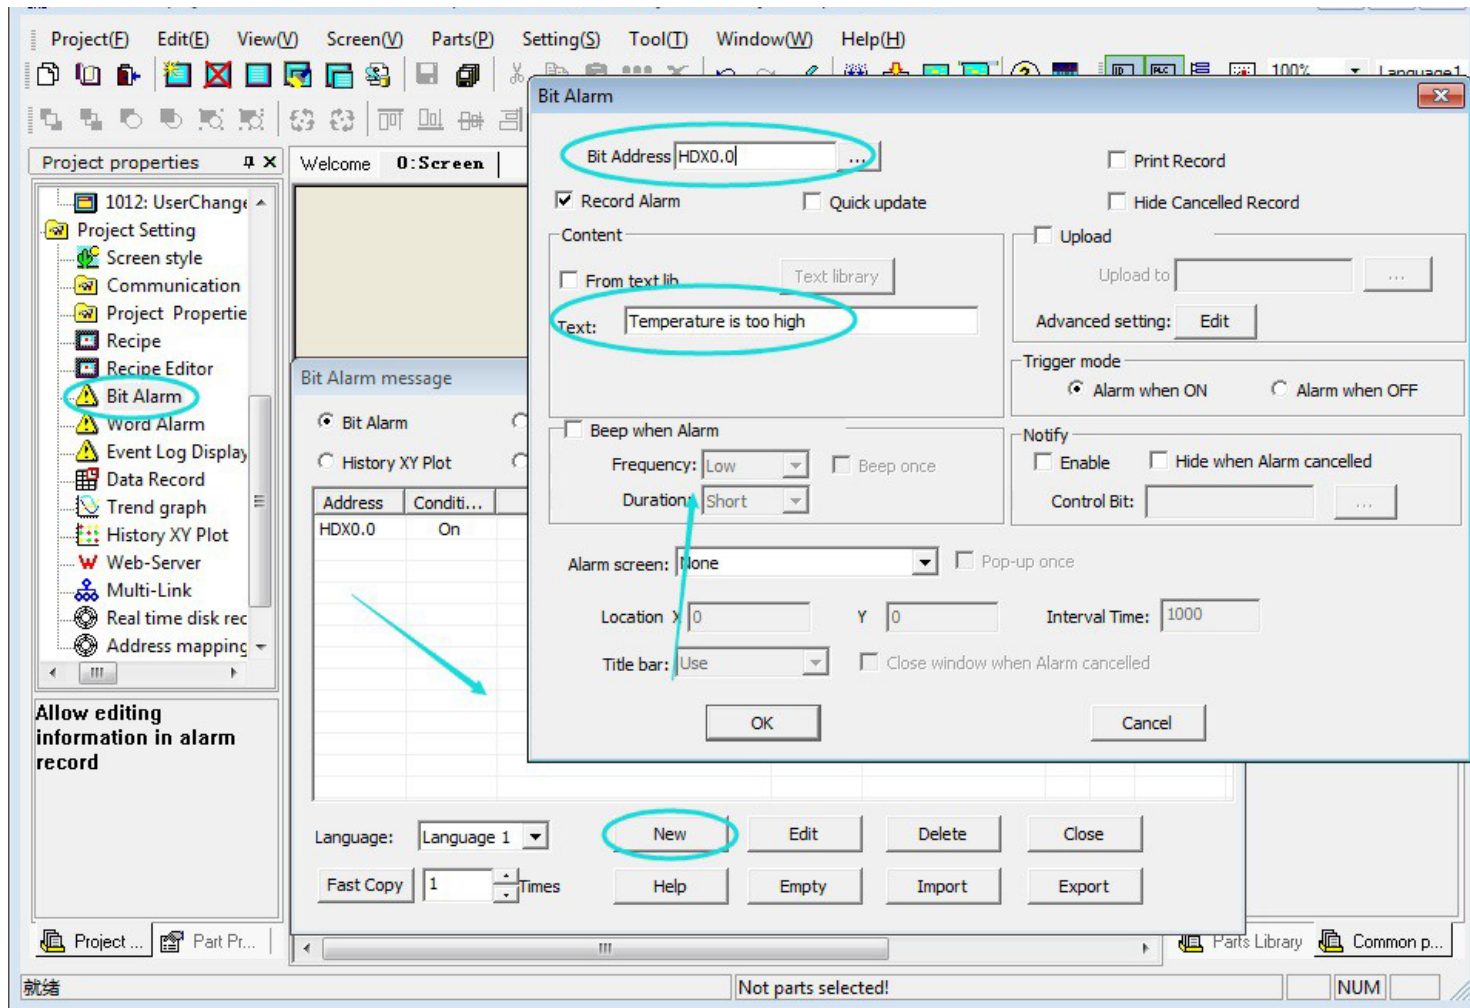 Project(F) Edit(E) View(V) Screen(V) Parts(P) Setting(S) Tool(T) Window(W) Help(H)
100% Language1
Bit Alarm
Project properties
Welcome 0:Screen
1012: UserChange
Project Setting
Screen style
Communication
Project Propertie
Recipe
Recipe Editor
Bit Alarm
Word Alarm
Event Log Display
Data Record
Trend graph
History XY Plot
Web-Server
Multi-Link
Real time disk rec
Address mapping
Allow editing
information in alarm
record
Project ... Part Pr...
Bit Address HDX0.0 ...
Print Record
Record Alarm Quick update Hide Cancelled Record
Content
From text lib Text library
Text: Temperature is too high
Upload
Upload to ...
Advanced setting: Edit
Trigger mode
Alarm when ON Alarm when OFF
Beep when Alarm
Frequency: Low Beep once
Duration: Short
Notify
Enable Hide when Alarm cancelled
Control Bit: ...
Alarm screen: None Pop-up once
Location X 0 Y 0 Interval Time: 1000
Title bar: Use Close window when Alarm cancelled
OK Cancel
Bit Alarm message
Bit Alarm
History XY Plot
Address Conditi...
HDX0.0 On
Language: Language 1 New Edit Delete Close
Fast Copy 1 Times Help Empty Import Export
Parts Library Common p...
就绪 Not parts selected! NUM